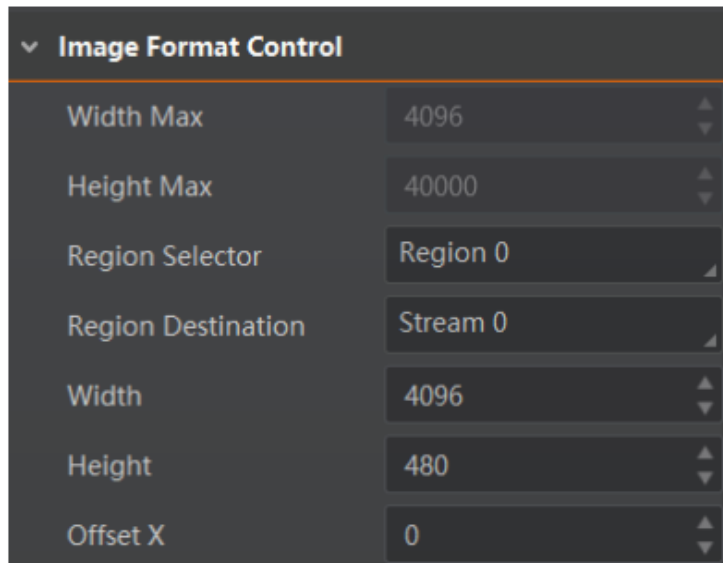 Image Format Control
Width Max 4096
Height Max 40000
Region Selector Region 0
Region Destination Stream 0
Width 4096
Height 480
Offset X 0